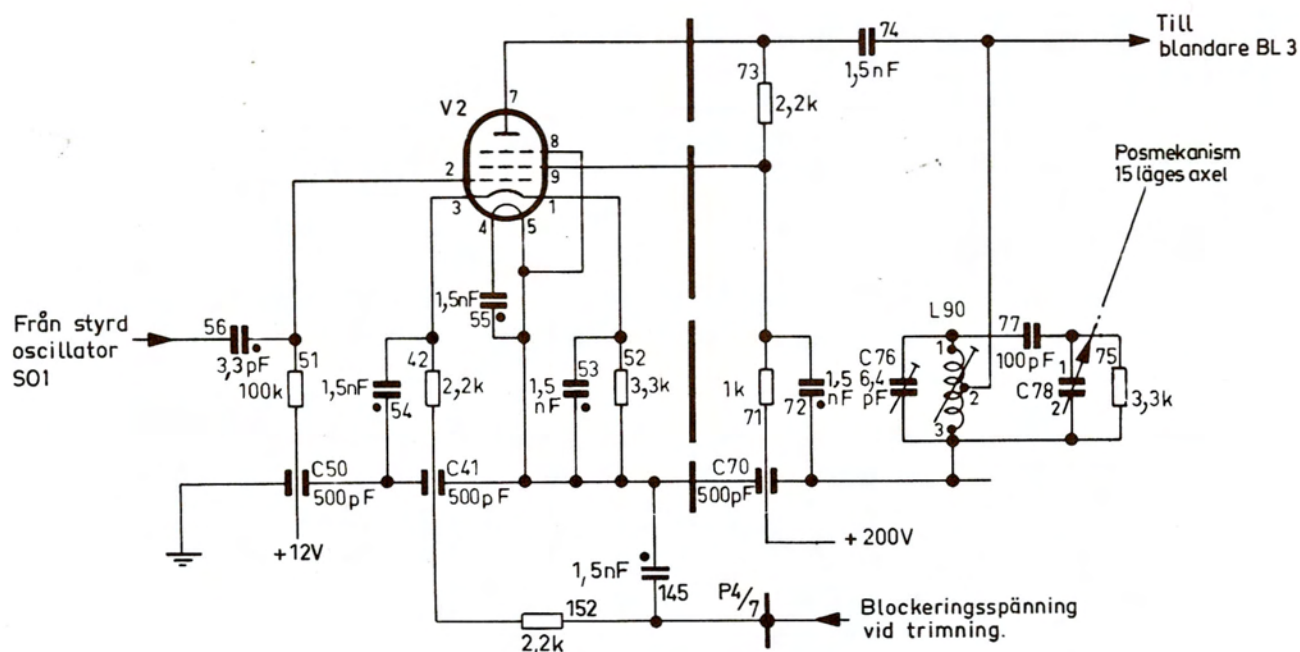 Till
blandare BL 3
74
1,5nF
73
2,2k
7
V2
8
2
9
3
1
4
5
Posmekanism
15 läges axel
1,5nF
55
Från styrd
oscillator
SO1
56
3,3pF
51
100k
42
1,5nF
54
2,2k
53
1,5
nF
52
3,3k
1k
71
1,5
nF
72
L90
C76
6,4
pF
1
2
3
77
100pF
1
C78
2
75
3,3k
C50
500pF
C41
500pF
C70
500pF
+12V
+200V
1,5nF
145
152
2,2k
P4/7
Blockeringsspänning
vid trimning.